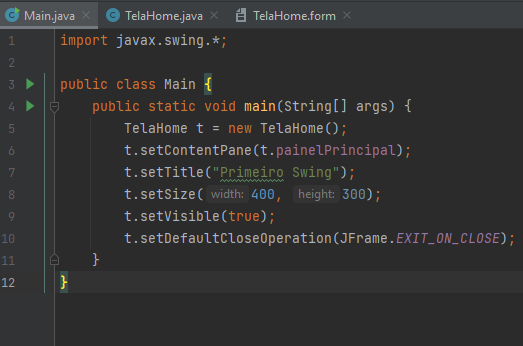 Main.java TelaHome.java TelaHome.form
1 import javax.swing.*;
2
3 public class Main {
4 public static void main(String[] args) {
5 TelaHome t = new TelaHome();
6 t.setContentPane(t.painelPrincipal);
7 t.setTitle("Primeiro Swing");
8 t.setSize( width: 400, height: 300);
9 t.setVisible(true);
10 t.setDefaultCloseOperation(JFrame.EXIT_ON_CLOSE);
11 }
12 }